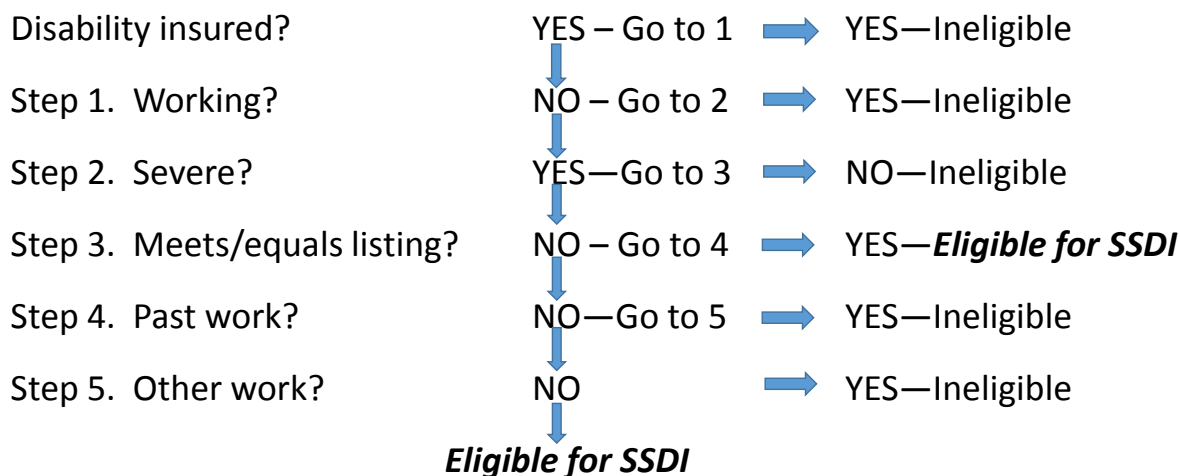 Disability insured? YES – Go to 1 YES—Ineligible
Step 1. Working? NO – Go to 2 YES—Ineligible
Step 2. Severe? YES—Go to 3 NO—Ineligible
Step 3. Meets/equals listing? NO – Go to 4 YES—Eligible for SSDI
Step 4. Past work? NO—Go to 5 YES—Ineligible
Step 5. Other work? NO YES—Ineligible
Eligible for SSDI